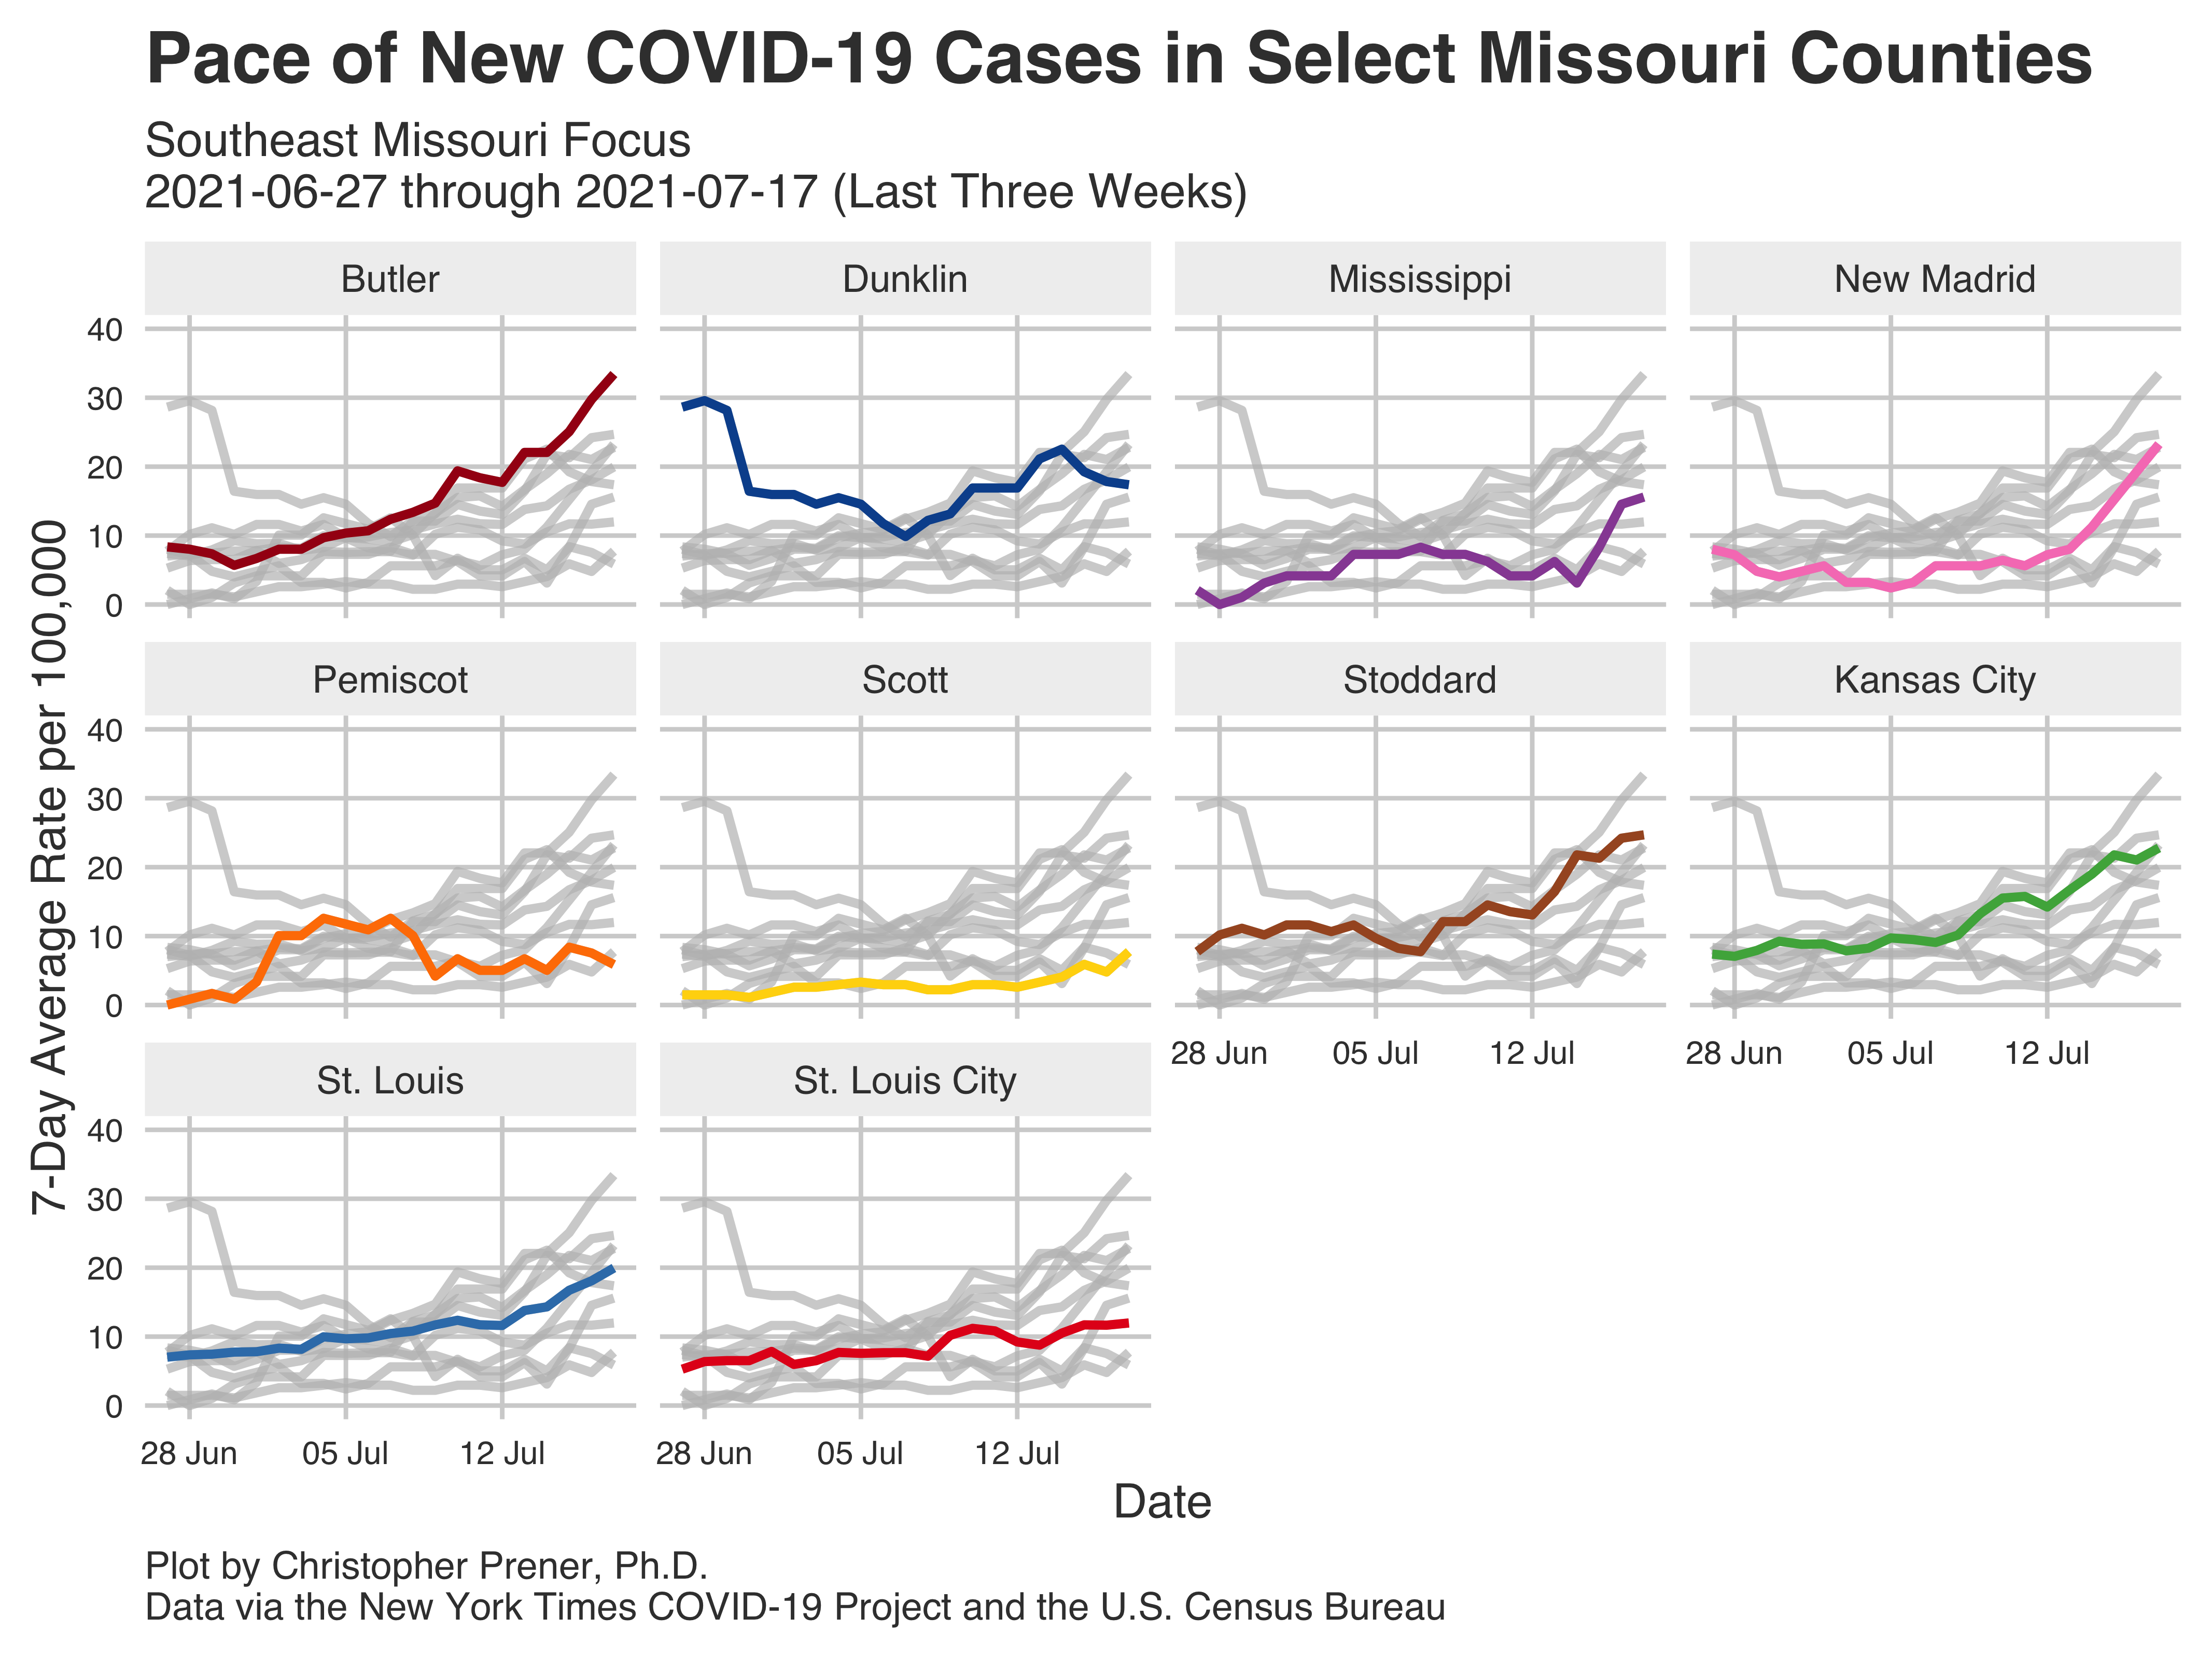 Pace of New COVID-19 Cases in Select Missouri Counties
Southeast Missouri Focus
2021-06-27 through 2021-07-17 (Last Three Weeks)
Butler
Dunklin
Mississippi
New Madrid
40
30
20
10
0
Pemiscot
Scott
Stoddard
Kansas City
40
30
20
10
0
28 Jun
05 Jul
12 Jul
28 Jun
05 Jul
12 Jul
St. Louis
St. Louis City
40
30
20
10
0
28 Jun
05 Jul
12 Jul
28 Jun
05 Jul
12 Jul
7-Day Average Rate per 100,000
Date
Plot by Christopher Prener, Ph.D.
Data via the New York Times COVID-19 Project and the U.S. Census Bureau